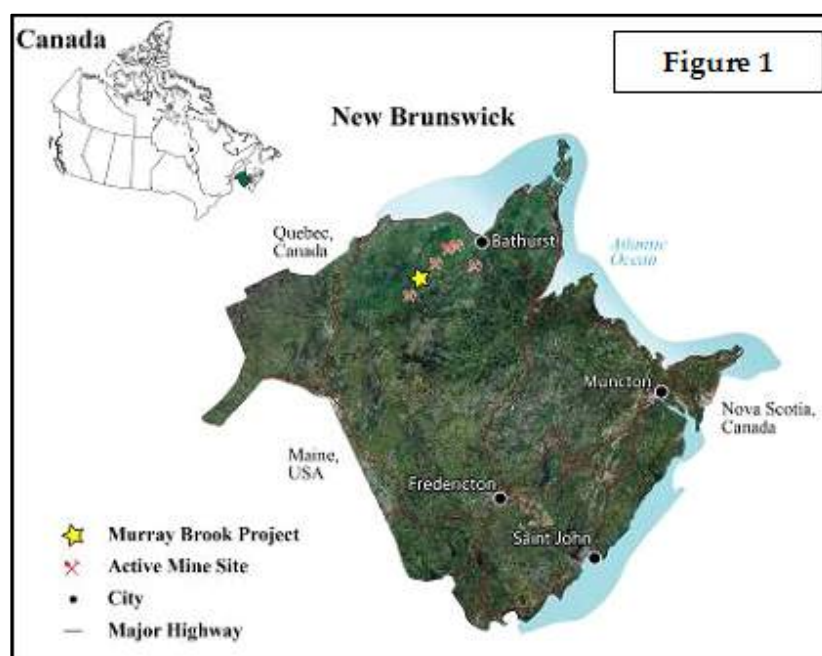 Canada
Figure 1
New Brunswick
Quebec,
Canada
Bathurst
Atlantic
Ocean
Muncton
Nova Scotia,
Canada
Maine,
USA
Fredericton
Saint John
Murray Brook Project
Active Mine Site
City
Major Highway